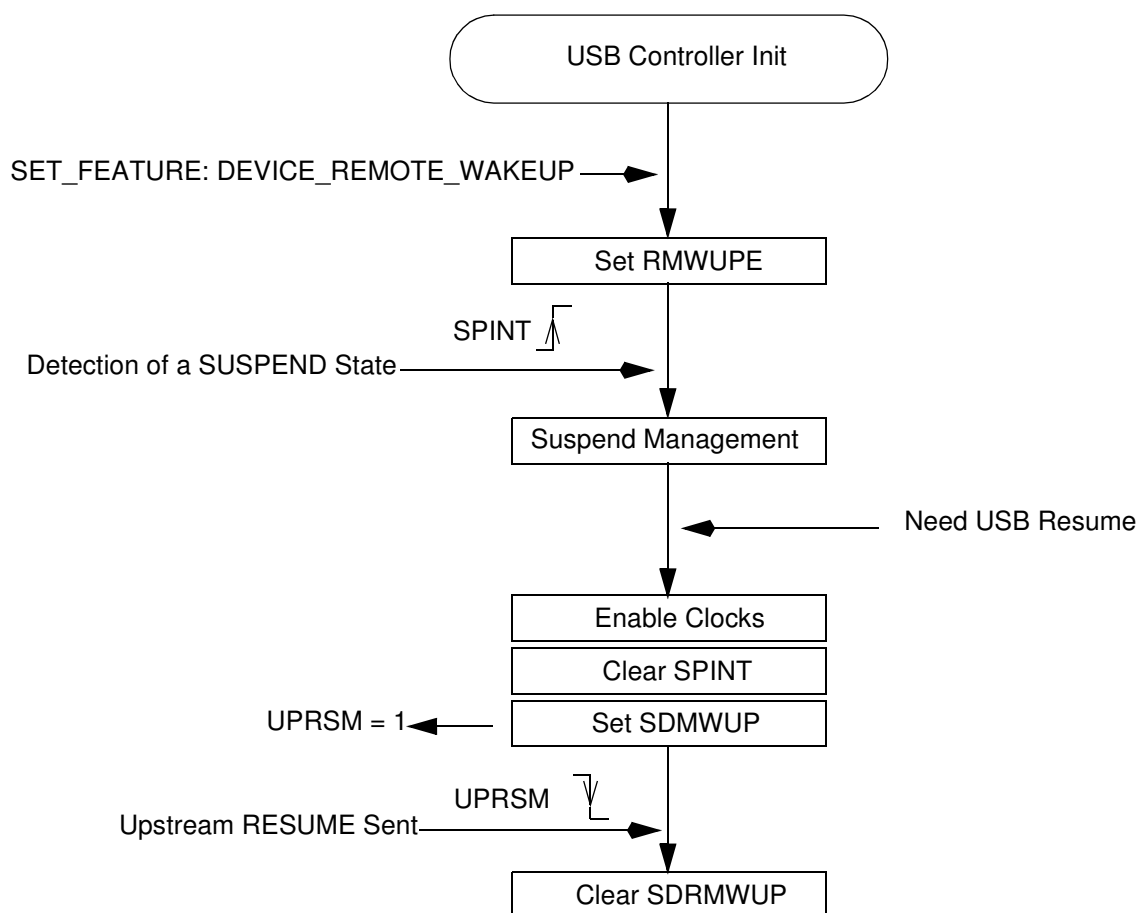 USB Controller Init
SET_FEATURE: DEVICE_REMOTE_WAKEUP
Set RMWUPE
SPINT
Detection of a SUSPEND State
Suspend Management
Need USB Resume
Enable Clocks
Clear SPINT
UPRSM = 1
Set SDMWUP
UPRSM
Upstream RESUME Sent
Clear SDRMWUP